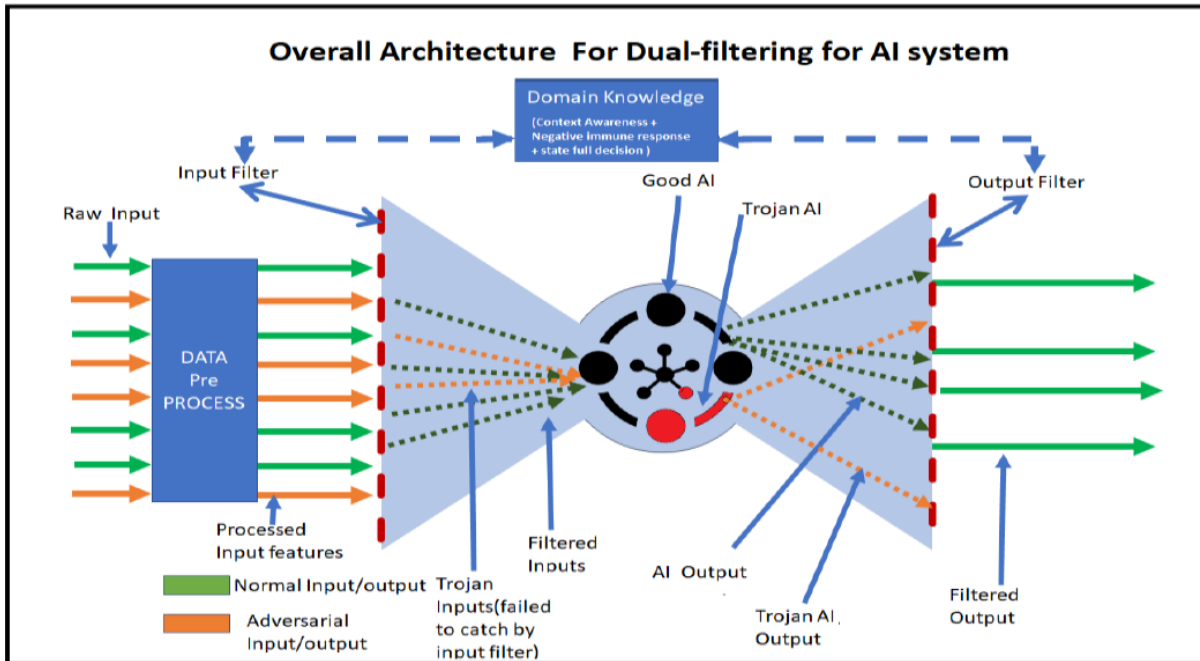 Overall Architecture For Dual-filtering for AI system
Domain Knowledge
(Context Awareness +
Negative immune response
+ state full decision )
Input Filter
Good AI
Output Filter
Raw Input
Trojan AI
DATA
Pre
PROCESS
Processed
Input features
Filtered
Inputs
AI Output
Normal Input/output
Trojan
Inputs(failed
to catch by
input filter)
Adversarial
Input/output
Trojan AI
Output
Filtered
Output